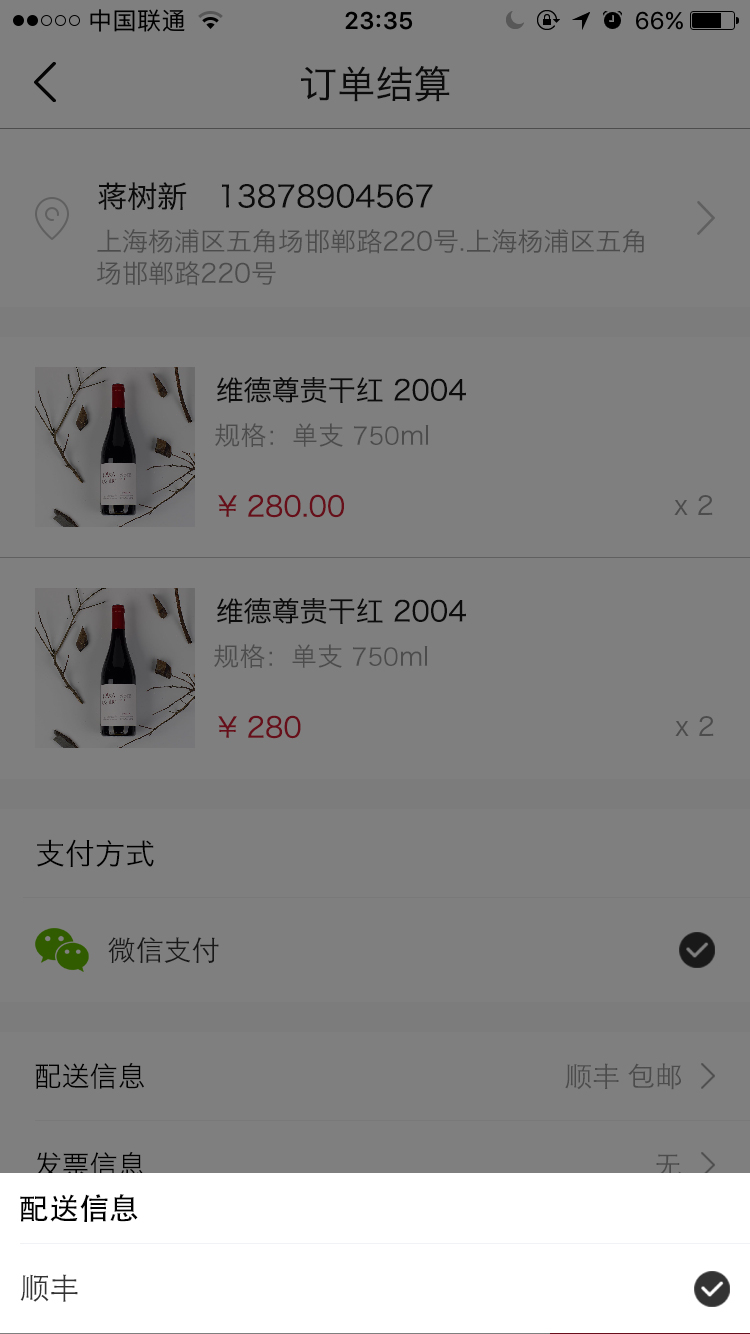 中国联通 23:35 66%
订单结算
蒋树新 13878904567
上海杨浦区五角场邯郸路220号.上海杨浦区五角
场邯郸路220号
维德尊贵干红 2004
规格：单支 750ml
¥ 280.00 x 2
维德尊贵干红 2004
规格：单支 750ml
¥ 280 x 2
支付方式
微信支付
配送信息 顺丰 包邮
发票信息 无
配送信息
顺丰